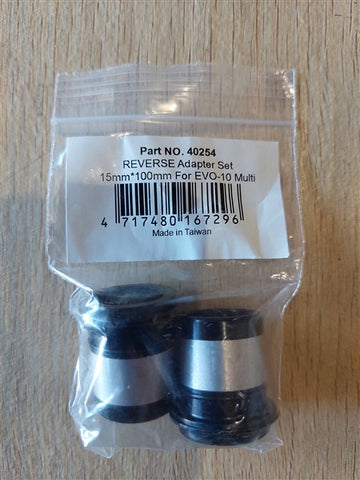 Part NO. 40254
REVERSE Adapter Set
15mm*100mm For EVO-10 Multi
4 717480 167296
Made in Taiwan